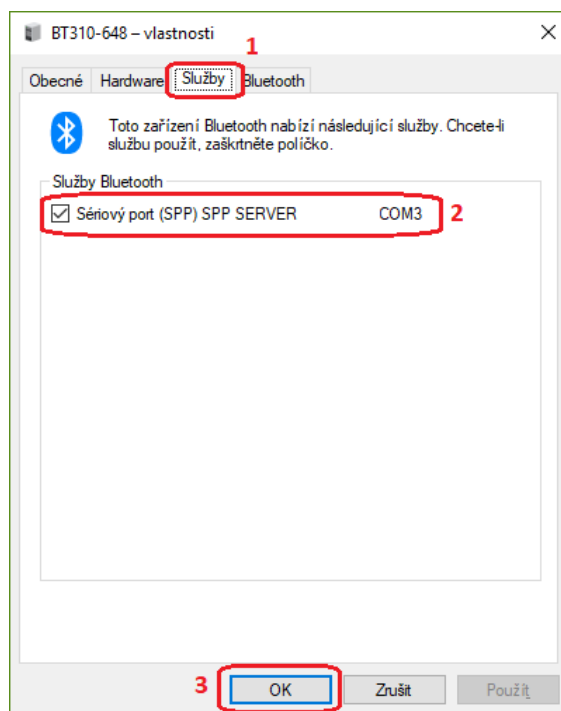 BT310-648 – vlastnosti
1
Obecné Hardware Služby Bluetooth
Toto zařízení Bluetooth nabízí následující služby. Chcete-li
službu použít, zaškrtněte políčko.
Služby Bluetooth
Sériový port (SPP) SPP SERVER COM3 2
3 OK Zrušit Použít